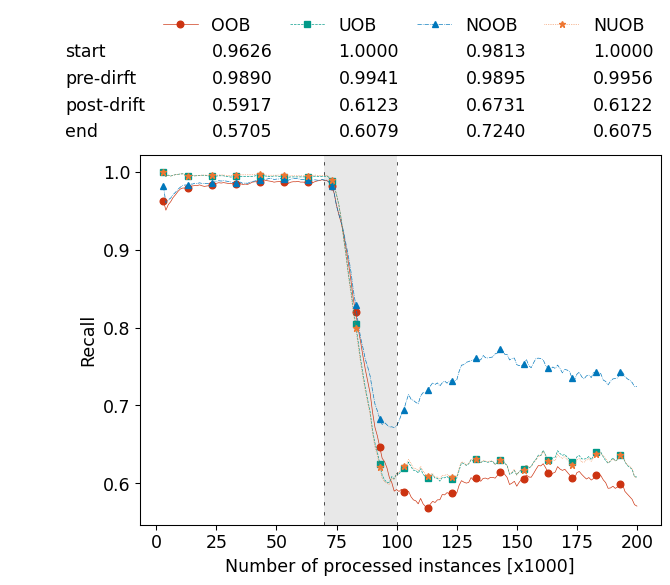 OOB UOB NOOB NUOB
start 0.9626 1.0000 0.9813 1.0000
pre-dirft 0.9890 0.9941 0.9895 0.9956
post-drift 0.5917 0.6123 0.6731 0.6122
end 0.5705 0.6079 0.7240 0.6075
1.0
0.9
0.8
0.7
0.6
Recall
0 25 50 75 100 125 150 175 200
Number of processed instances [x1000]